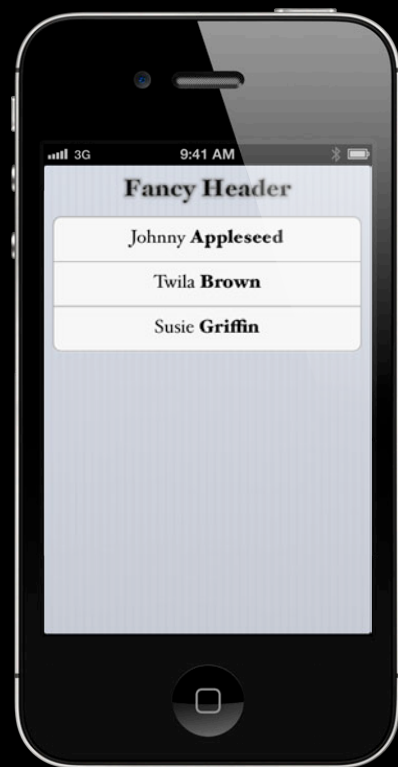 3G 9:41 AM
Fancy Header
Johnny Appleseed
Twila Brown
Susie Griffin